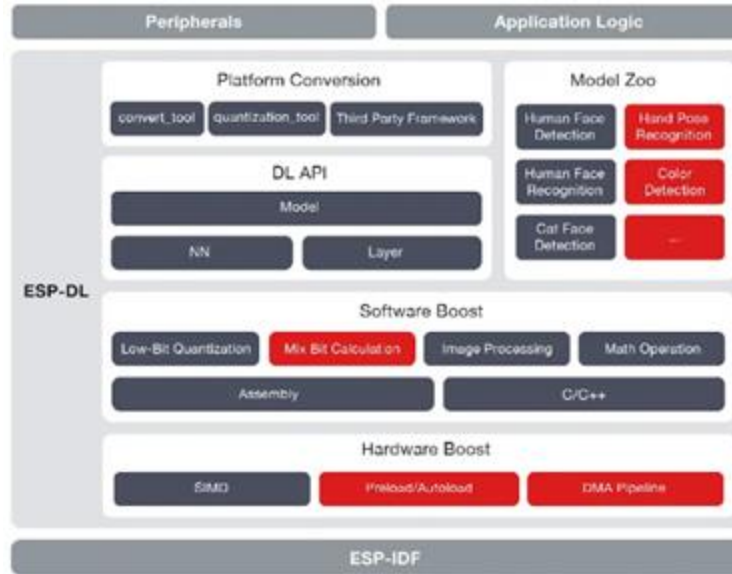 Peripherals
Application Logic
ESP-DL
Platform Conversion
convert_tool
quantization_tool
Third Party Framework
DL API
Model
NN
Layer
Model Zoo
Human Face
Detection
Hand Pose
Recognition
Human Face
Recognition
Color
Detection
Cat Face
Detection
...
Software Boost
Low-Bit Quantization
Mix Bit Calculation
Image Processing
Math Operation
Assembly
C/C++
Hardware Boost
SIMD
Preload/Autoload
DMA Pipeline
ESP-IDF